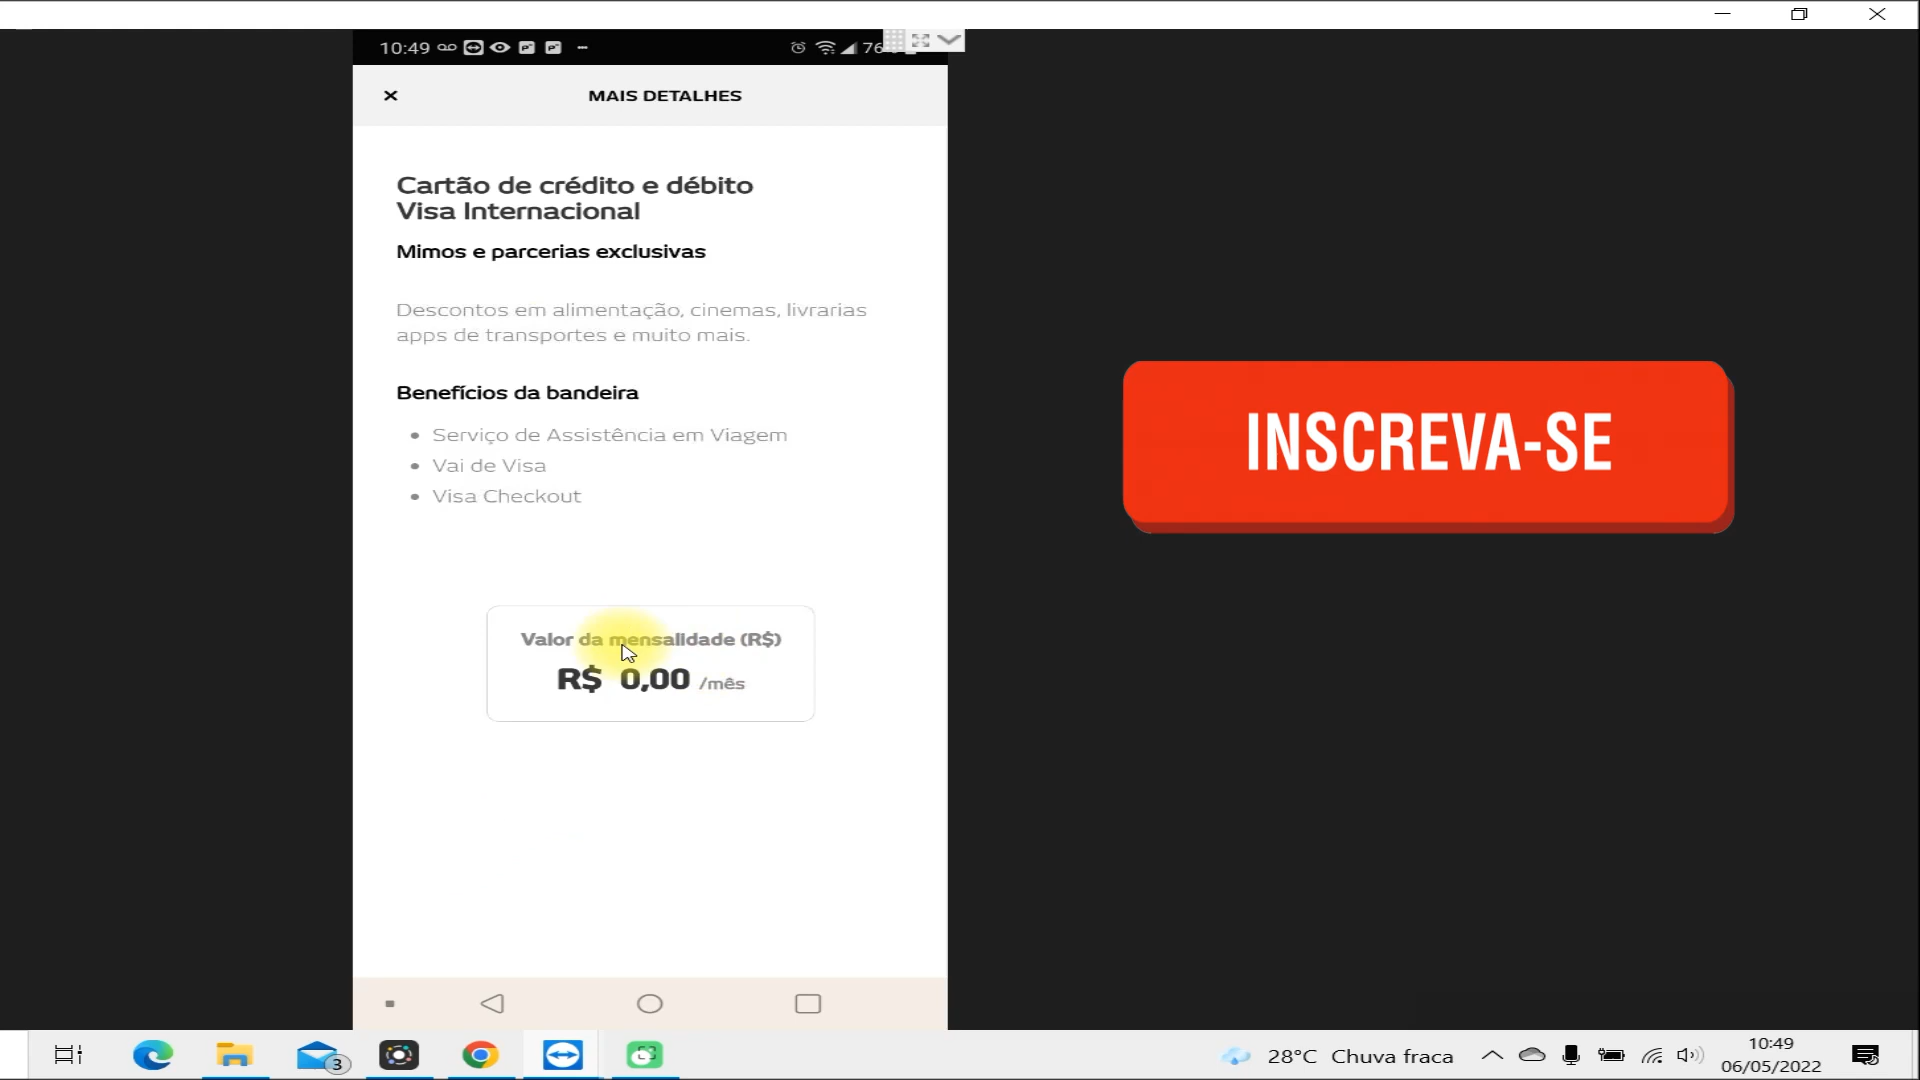 10:49
76
MAIS DETALHES
Cartão de crédito e débito
Visa Internacional
Mimos e parcerias exclusivas
Descontos em alimentação, cinemas, livrarias
apps de transportes e muito mais.
Benefícios da bandeira
Serviço de Assistência em Viagem
Vai de Visa
Visa Checkout
Valor da mensalidade (R$)
R$ 0,00 /mês
INSCREVA-SE
3
28°C Chuva fraca
10:49
06/05/2022